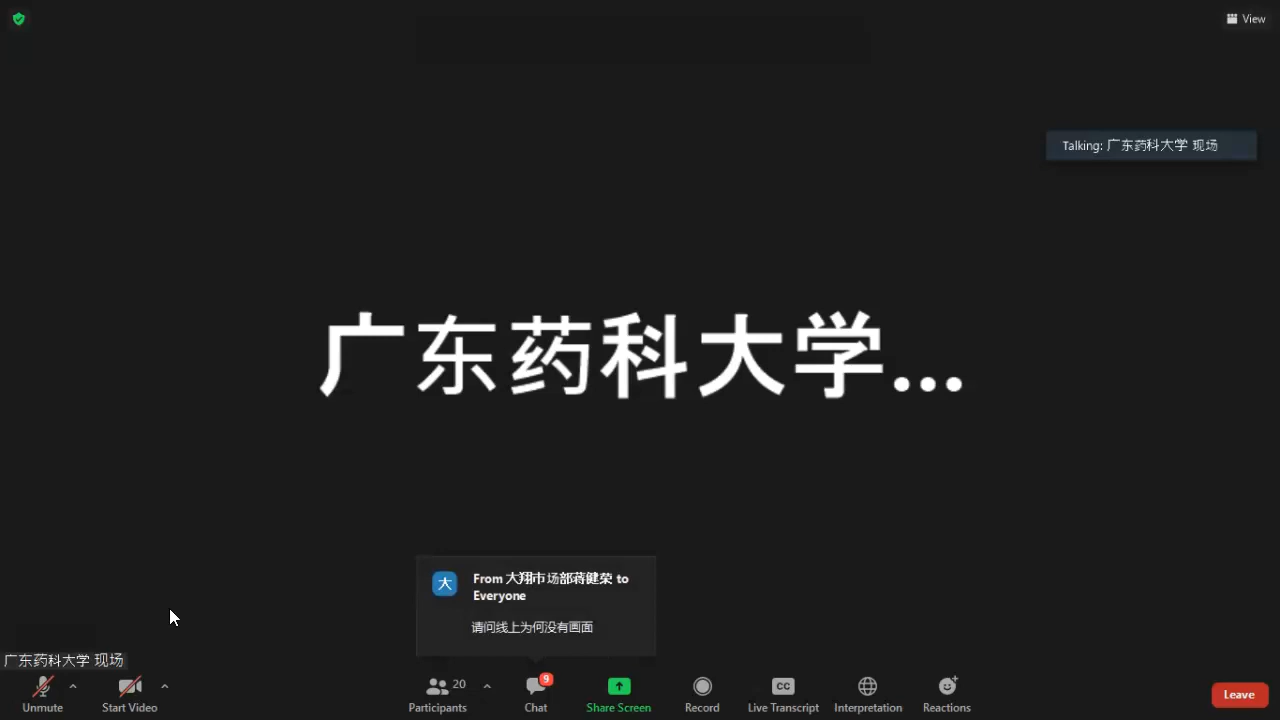 View
Talking: 广东药科大学 现场
广东药科大学...
大
From 大翔市场部蒋健荣 to
Everyone
请问线上为何没有画面
广东药科大学 现场
Unmute
Start Video
20
Participants
9
Chat
Share Screen
Record
CC
Live Transcript
Interpretation
Reactions
Leave